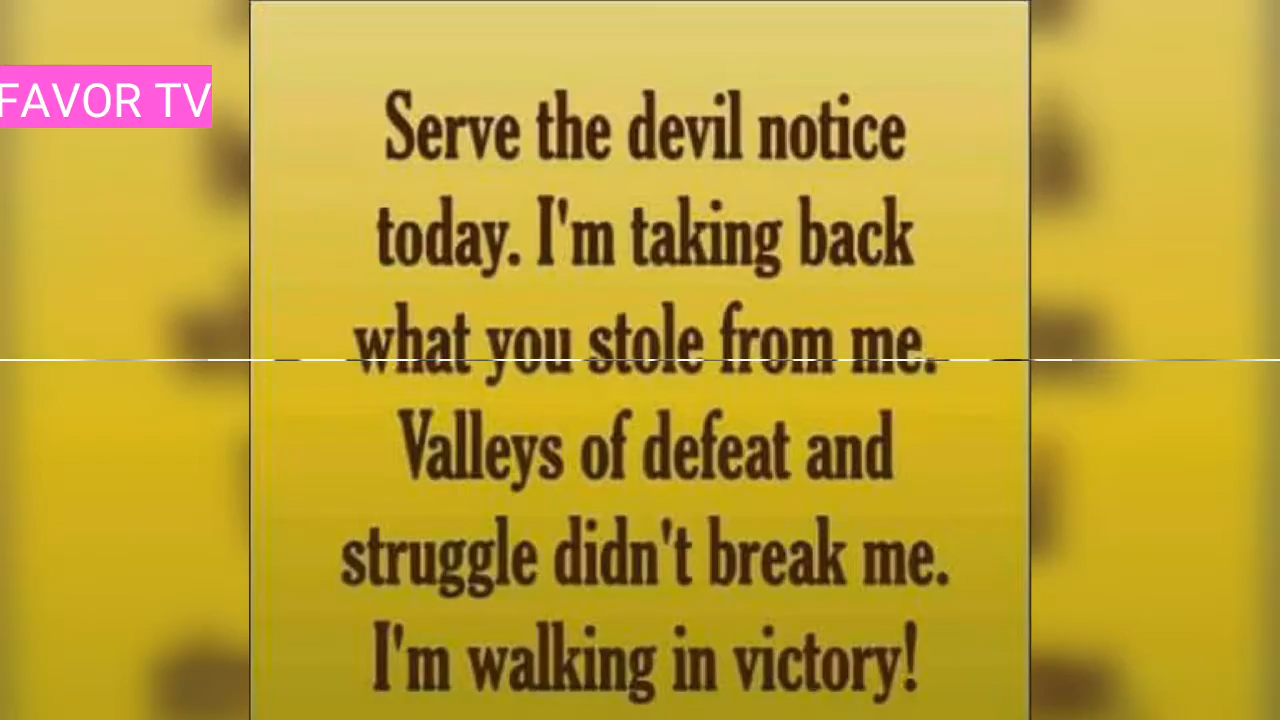 FAVOR TV
Serve the devil notice
today. I'm taking back
what you stole from me.
Valleys of defeat and
struggle didn't break me.
I'm walking in victory!